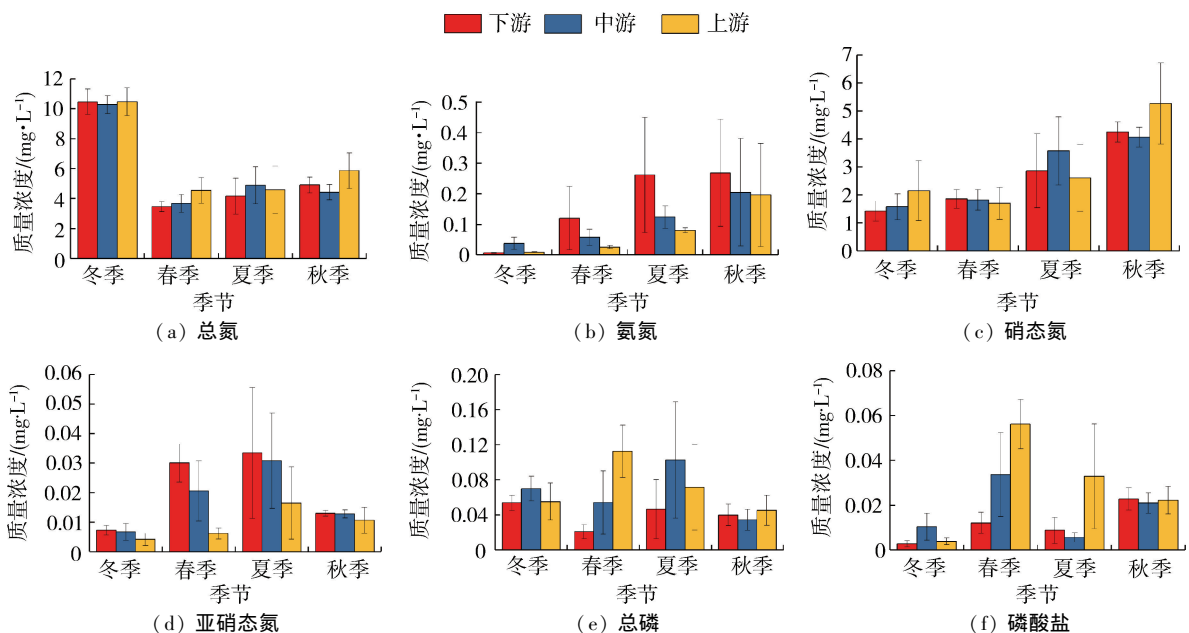 下游 中游 上游
质量浓度/(mg•L⁻¹)
12
10
8
6
4
2
0
冬季 春季 夏季 秋季
季节
(a) 总氮
质量浓度/(mg•L⁻¹)
0.5
0.4
0.3
0.2
0.1
0
冬季 春季 夏季 秋季
季节
(b) 氨氮
质量浓度/(mg·L⁻¹)
7
6
5
4
3
2
1
0
冬季 春季 夏季 秋季
季节
(c) 硝态氮
质量浓度/(mg·L⁻¹)
0.06
0.05
0.04
0.03
0.02
0.01
0
冬季 春季 夏季 秋季
季节
(d) 亚硝态氮
质量浓度/(mg·L⁻¹)
0.20
0.16
0.12
0.08
0.04
0
冬季 春季 夏季 秋季
季节
(e) 总磷
质量浓度/(mg·L⁻¹)
0.08
0.06
0.04
0.02
0
冬季 春季 夏季 秋季
季节
(f) 磷酸盐